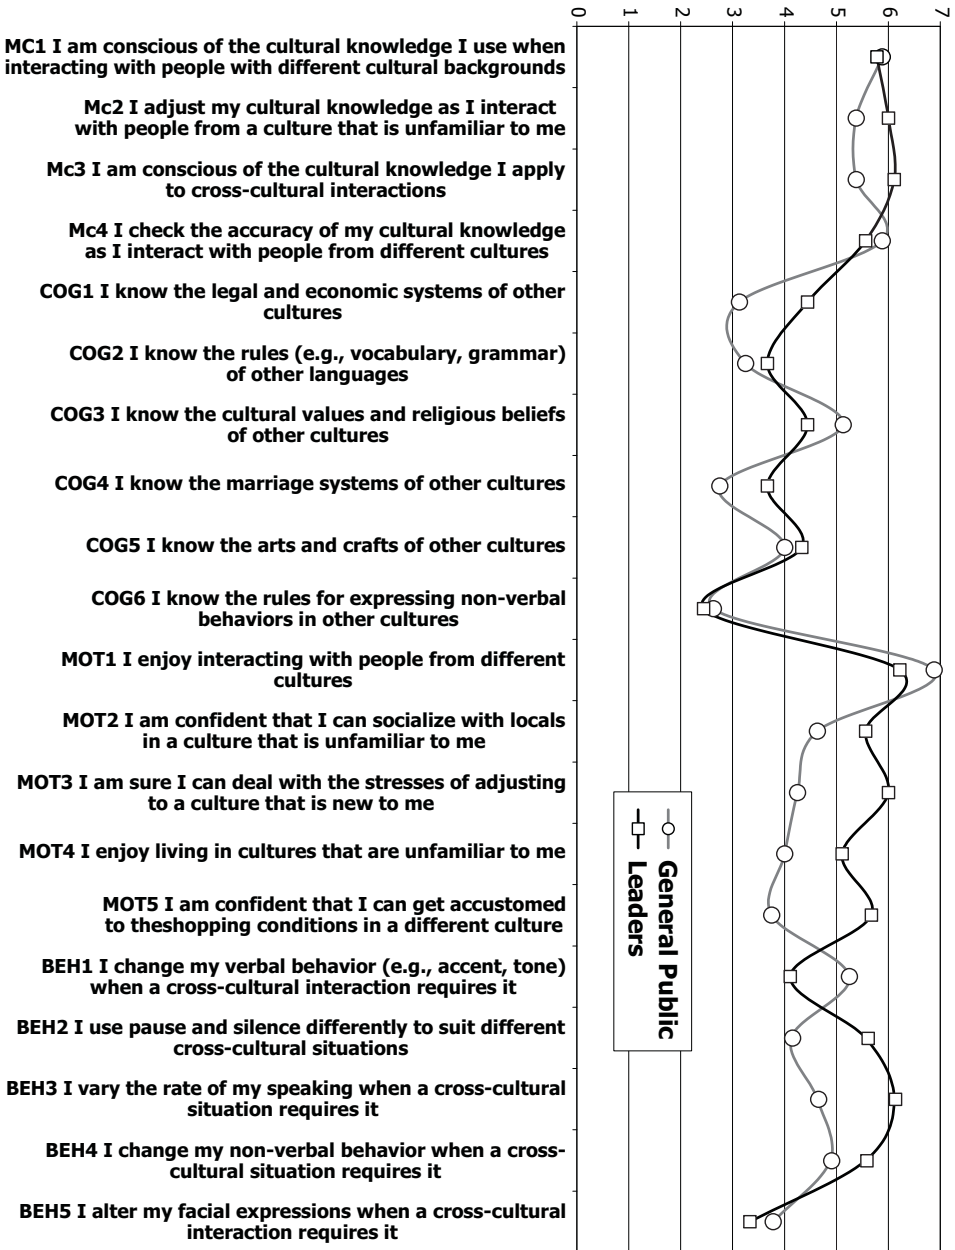 0 1 2 3 4 5 6 7
MC1 I am conscious of the cultural knowledge I use when
interacting with people with different cultural backgrounds
Mc2 I adjust my cultural knowledge as I interact
with people from a culture that is unfamiliar to me
Mc3 I am conscious of the cultural knowledge I apply
to cross-cultural interactions
Mc4 I check the accuracy of my cultural knowledge
as I interact with people from different cultures
COG1 I know the legal and economic systems of other
cultures
COG2 I know the rules (e.g., vocabulary, grammar)
of other languages
COG3 I know the cultural values and religious beliefs
of other cultures
COG4 I know the marriage systems of other cultures
COG5 I know the arts and crafts of other cultures
COG6 I know the rules for expressing non-verbal
behaviors in other cultures
MOT1 I enjoy interacting with people from different
cultures
MOT2 I am confident that I can socialize with locals
in a culture that is unfamiliar to me
MOT3 I am sure I can deal with the stresses of adjusting
to a culture that is new to me
MOT4 I enjoy living in cultures that are unfamiliar to me
MOT5 I am confident that I can get accustomed
to theshopping conditions in a different culture
BEH1 I change my verbal behavior (e.g., accent, tone)
when a cross-cultural interaction requires it
BEH2 I use pause and silence differently to suit different
cross-cultural situations
BEH3 I vary the rate of my speaking when a cross-cultural
situation requires it
BEH4 I change my non-verbal behavior when a cross-
cultural situation requires it
BEH5 I alter my facial expressions when a cross-cultural
interaction requires it
General Public
Leaders